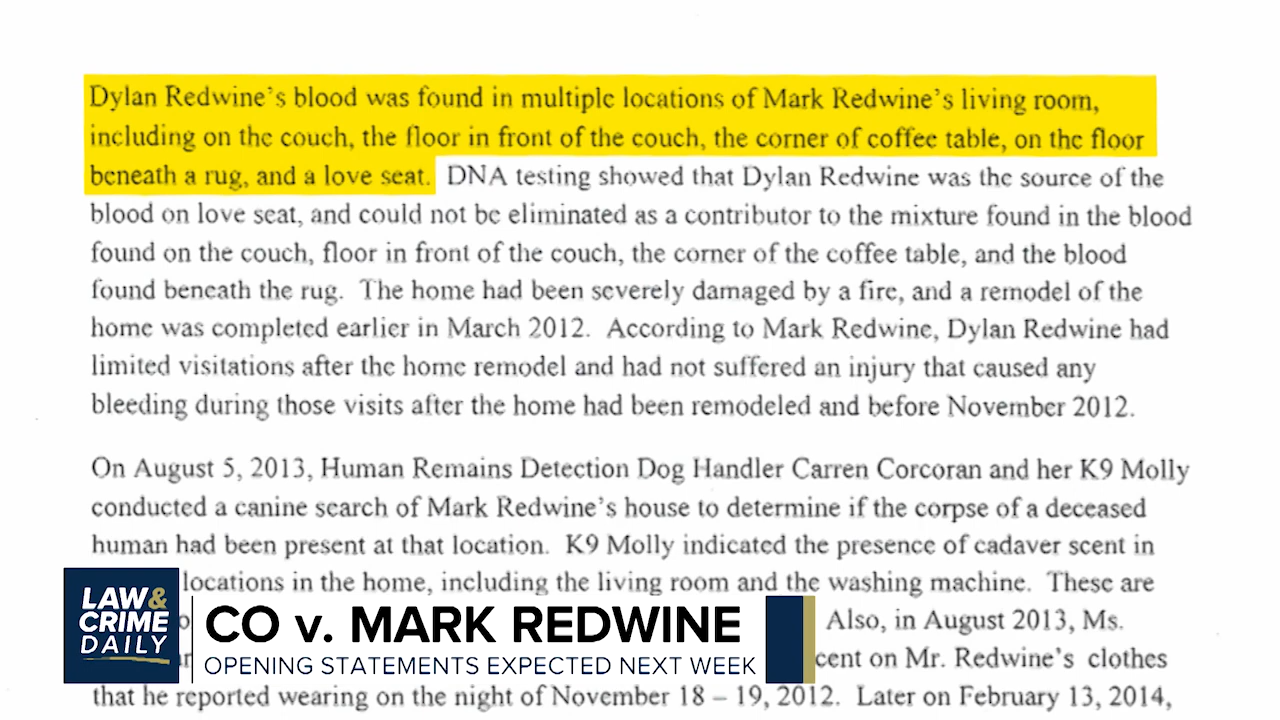 Dylan Redwine's blood was found in multiple locations of Mark Redwine's living room,
including on the couch, the floor in front of the couch, the corner of coffee table, on the floor
beneath a rug, and a love seat. DNA testing showed that Dylan Redwine was the source of the
blood on love seat, and could not be eliminated as a contributor to the mixture found in the blood
found on the couch, floor in front of the couch, the corner of the coffee table, and the blood
found beneath the rug. The home had been severely damaged by a fire, and a remodel of the
home was completed earlier in March 2012. According to Mark Redwine, Dylan Redwine had
limited visitations after the home remodel and had not suffered an injury that caused any
bleeding during those visits after the home had been remodeled and before November 2012.
On August 5, 2013, Human Remains Detection Dog Handler Carren Corcoran and her K9 Molly
conducted a canine search of Mark Redwine's house to determine if the corpse of a deceased
human had been present at that location. K9 Molly indicated the presence of cadaver scent in
locations in the home, including the living room and the washing machine. These are
Also, in August 2013, Ms.
on Mr. Redwine's clothes
that he reported wearing on the night of November 18 – 19, 2012. Later on February 13, 2014,
LAW&
CRIME
DAILY
CO v. MARK REDWINE
OPENING STATEMENTS EXPECTED NEXT WEEK